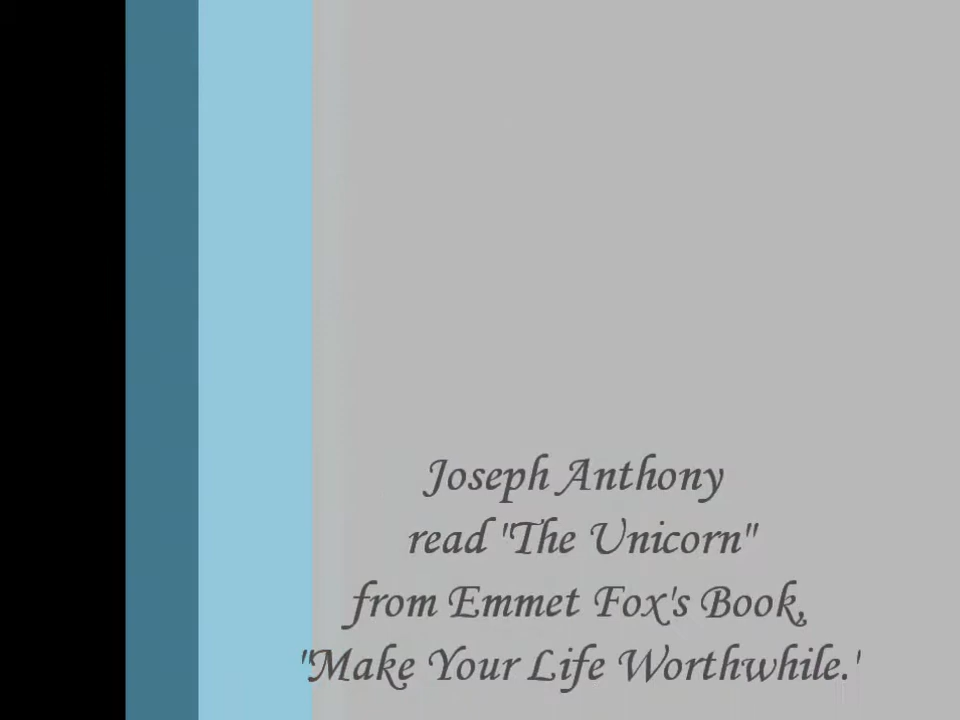 Joseph Anthony
read "The Unicorn"
from Emmet Fox's Book,
"Make Your Life Worthwhile.'